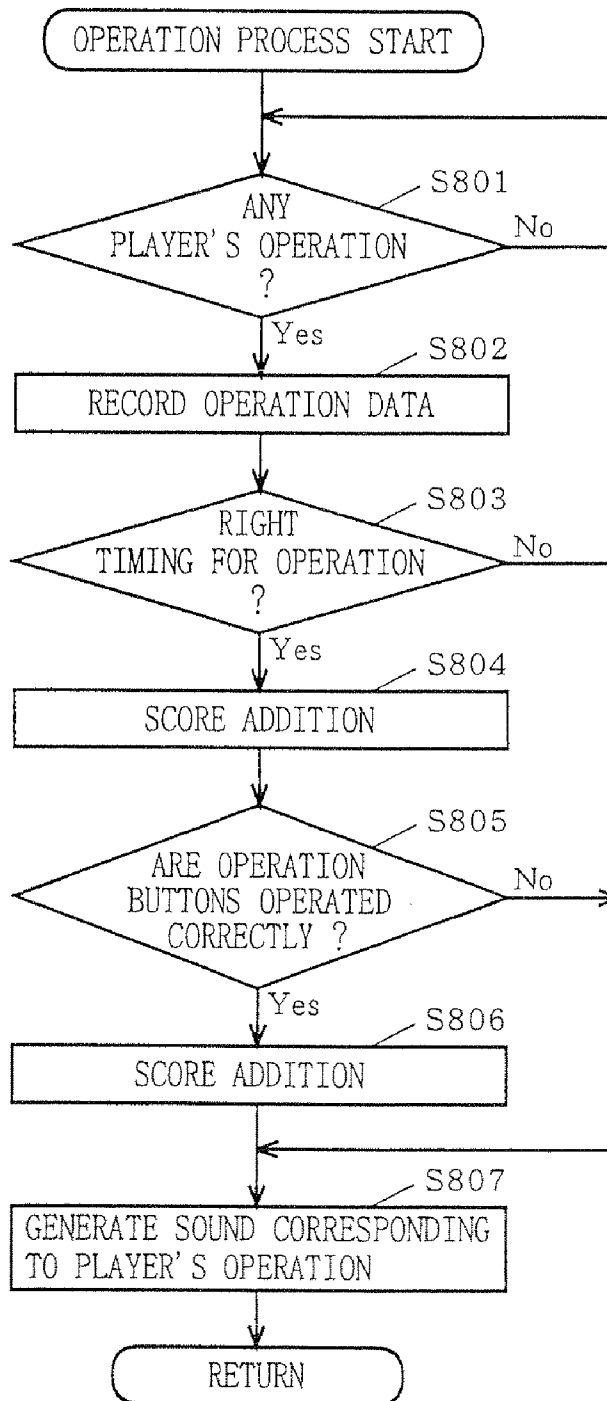 OPERATION PROCESS START
S801
ANY
PLAYER'S OPERATION
?
No
Yes
S802
RECORD OPERATION DATA
S803
RIGHT
TIMING FOR OPERATION
?
No
Yes
S804
SCORE ADDITION
S805
ARE OPERATION
BUTTONS OPERATED
CORRECTLY ?
No
Yes
S806
SCORE ADDITION
S807
GENERATE SOUND CORRESPONDING
TO PLAYER'S OPERATION
RETURN